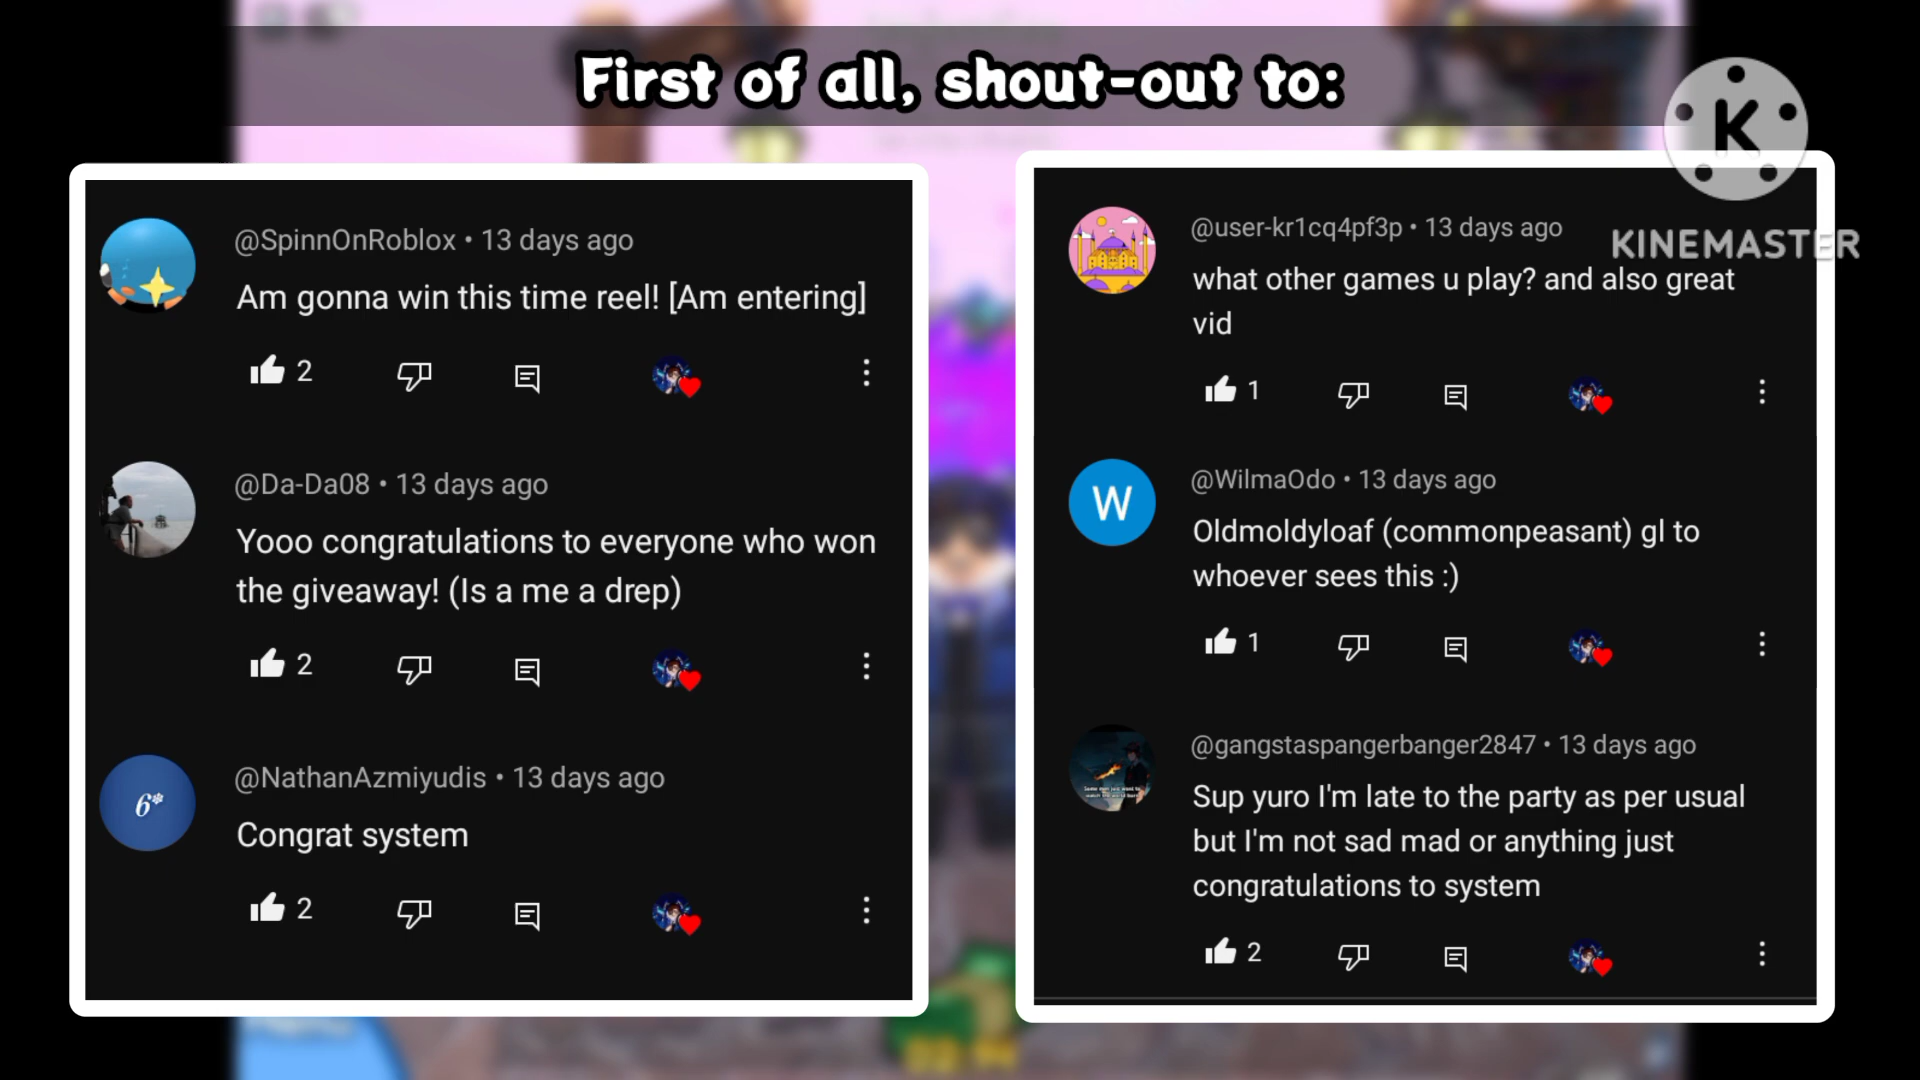 First of all, shout-out to:
K
KINEMASTER
@SpinnOnRoblox • 13 days ago
Am gonna win this time reel! [Am entering]
2
@Da-Da08 • 13 days ago
Yooo congratulations to everyone who won
the giveaway! (Is a me a drep)
2
6*
@NathanAzmiyudis • 13 days ago
Congrat system
2
@user-kr1cq4pf3p • 13 days ago
what other games u play? and also great
vid
1
W
@WilmaOdo • 13 days ago
Oldmoldyloaf (commonpeasant) gl to
whoever sees this :)
1
@gangstaspangerbanger2847 • 13 days ago
Sup yuro I'm late to the party as per usual
but I'm not sad mad or anything just
congratulations to system
2